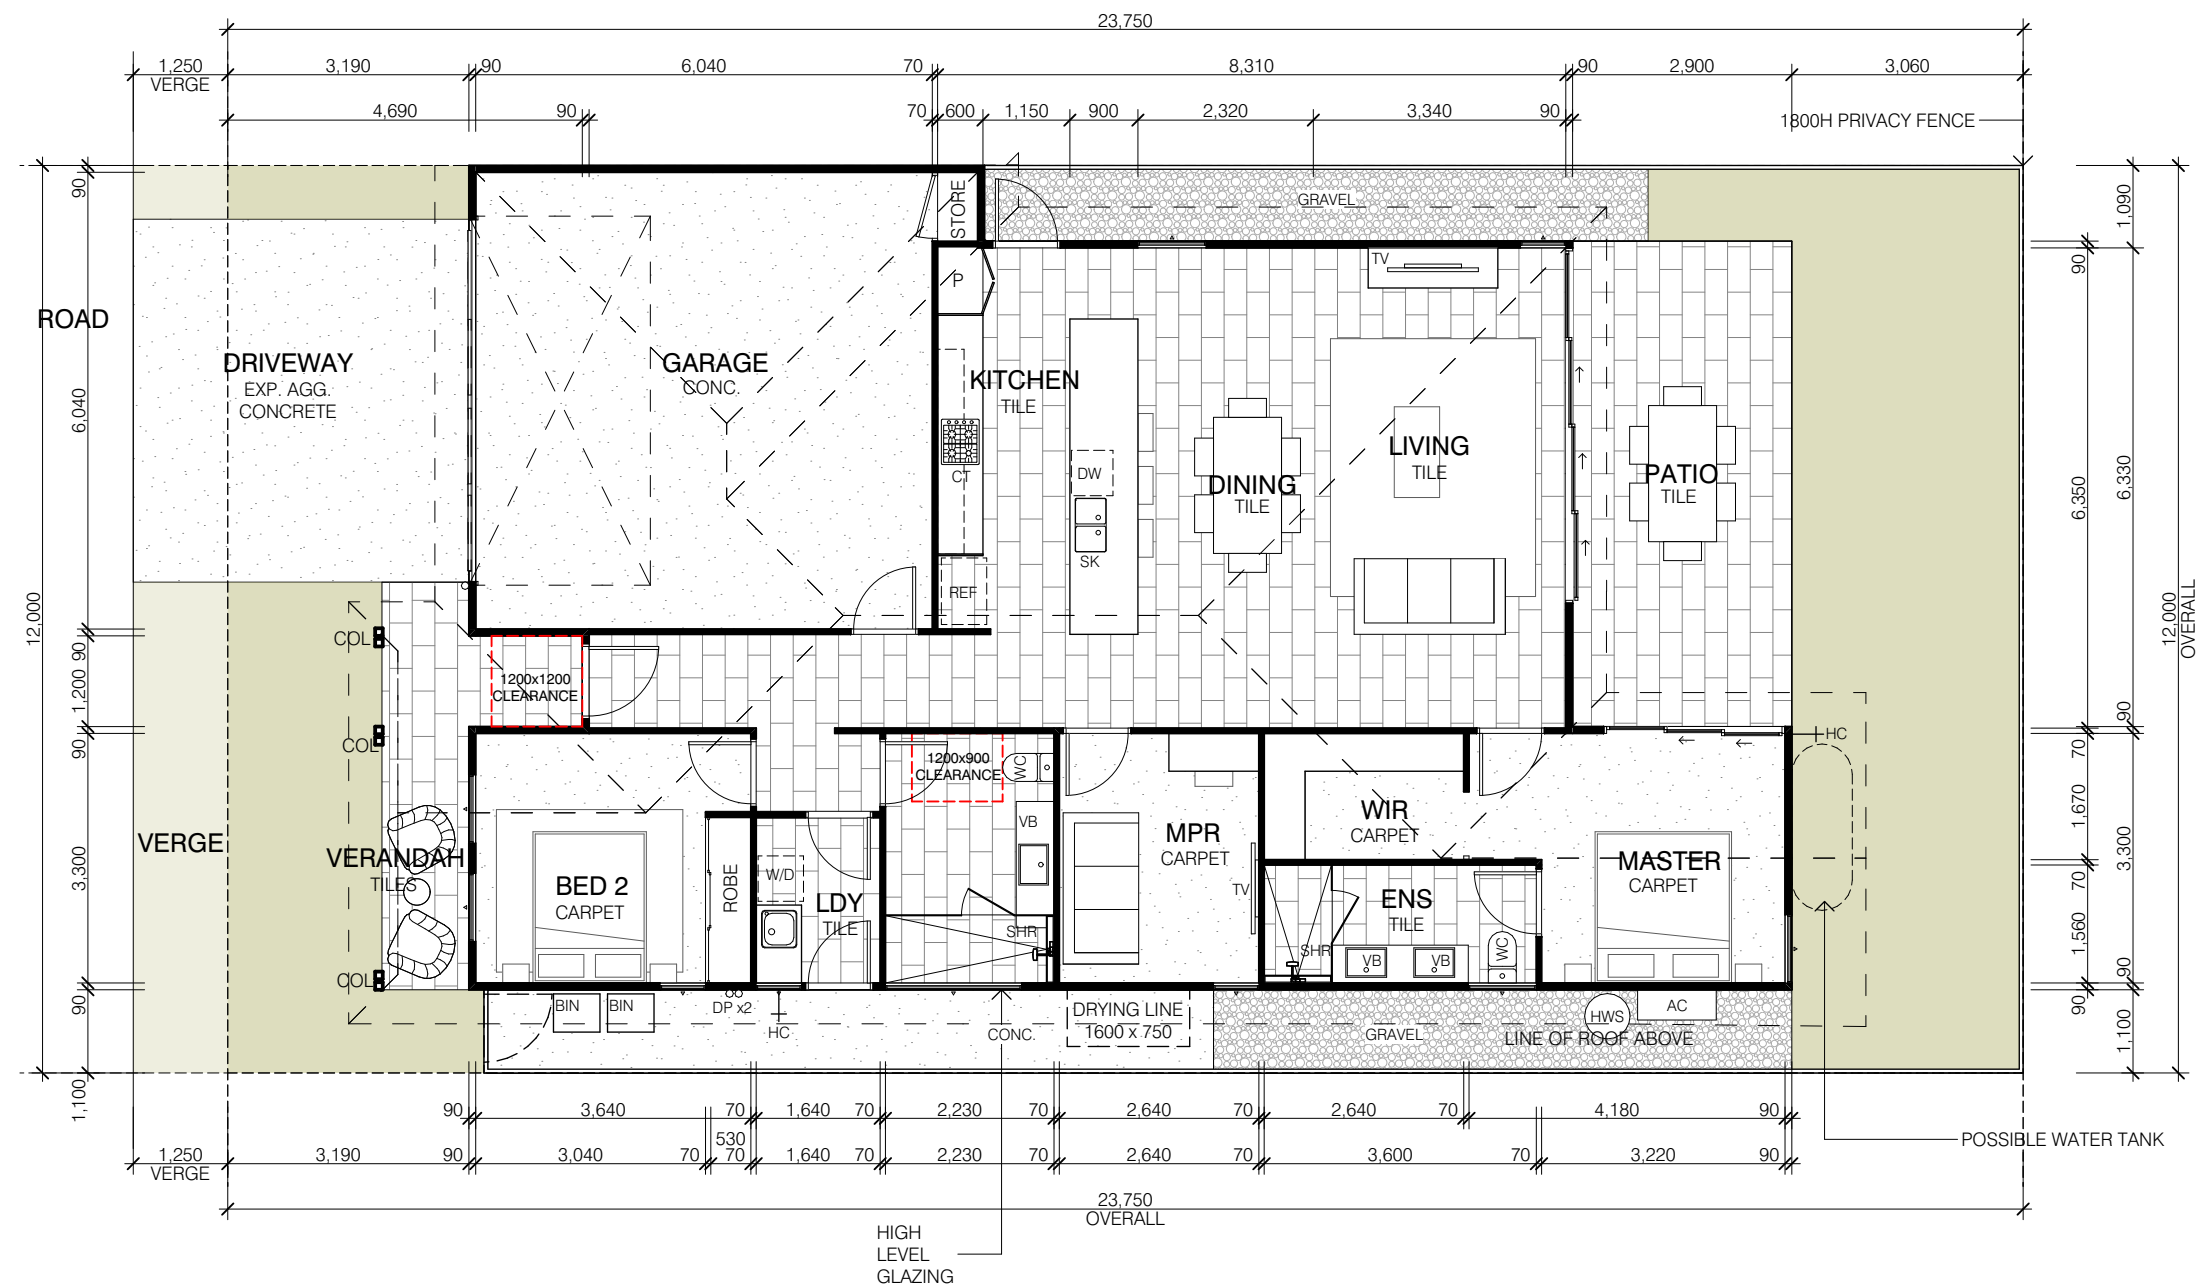 23,750
1,250
VERGE
3,190
90
6,040
70
8,310
90
2,900
3,060
4,690
90
70
600
1,150
900
2,320
3,340
90
1800H PRIVACY FENCE
12,000
90
6,040
90
1,200
90
3,300
90
1,100
ROAD
DRIVEWAY
EXP. AGG.
CONCRETE
GARAGE
CONC.
STORE
GRAVEL
P
TV
KITCHEN
TILE
CT
REF
DW
SK
DINING
TILE
LIVING
TILE
PATIO
TILE
COL
COL
COL
1200x1200
CLEARANCE
VERGE
VERANDAH
TILES
BED 2
CARPET
ROBE
W/D
LDY
TILE
1200x900
CLEARANCE
WC
VB
SHR
MPR
CARPET
TV
WIR
CARPET
ENS
TILE
SHR
VB
VB
WC
MASTER
CARPET
HC
BIN
BIN
DP x2
HC
CONC.
DRYING LINE
1600 x 750
GRAVEL
HWS
AC
LINE OF ROOF ABOVE
90
6,350
70
1,670
70
1,560
90
1,090
6,330
90
3,300
90
1,100
12,000
OVERALL
90
3,640
70
1,640
70
2,230
70
2,640
70
2,640
70
4,180
90
1,250
VERGE
3,190
90
3,040
70
530
70
1,640
70
2,230
70
2,640
70
3,600
70
3,220
90
POSSIBLE WATER TANK
23,750
OVERALL
HIGH
LEVEL
GLAZING